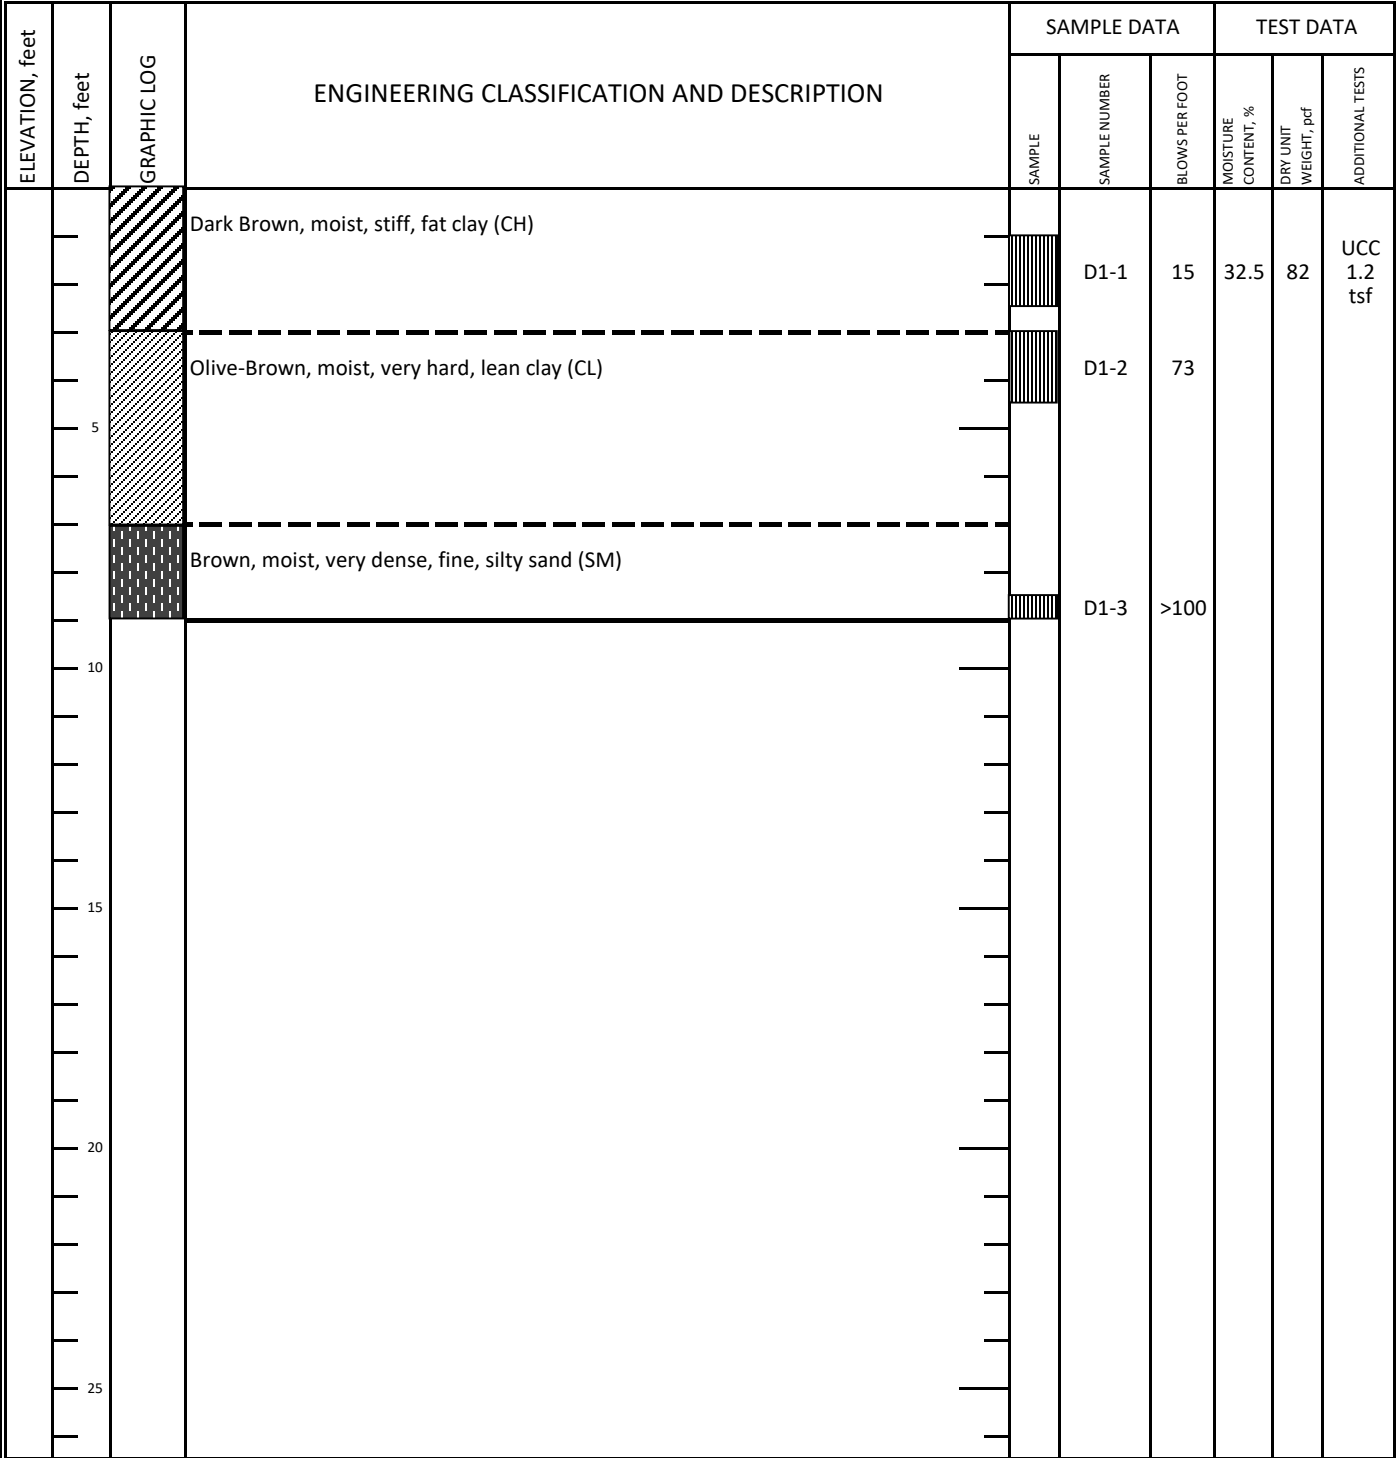 ELEVATION, feet
DEPTH, feet
GRAPHIC LOG
ENGINEERING CLASSIFICATION AND DESCRIPTION
SAMPLE DATA
TEST DATA
SAMPLE
SAMPLE NUMBER
BLOWS PER FOOT
MOISTURE
CONTENT, %
DRY UNIT
WEIGHT, pcf
ADDITIONAL TESTS
Dark Brown, moist, stiff, fat clay (CH)
D1-1 15 32.5 82
UCC
1.2
tsf
Olive-Brown, moist, very hard, lean clay (CL)
D1-2 73
5
Brown, moist, very dense, fine, silty sand (SM)
D1-3 >100
10
15
20
25